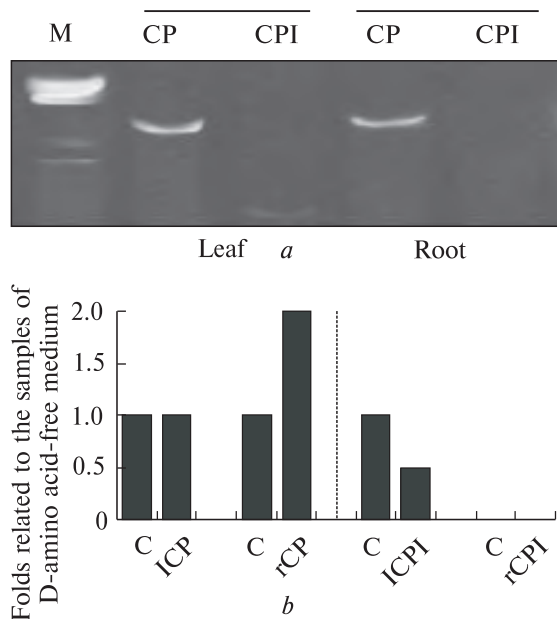 M CP CPI CP CPI
Leaf a Root
Folds related to the samples of
D-amino acid-free medium
2.0
1.5
1.0
0.5
0
C lCP C rCP C lCPI C rCPI
b